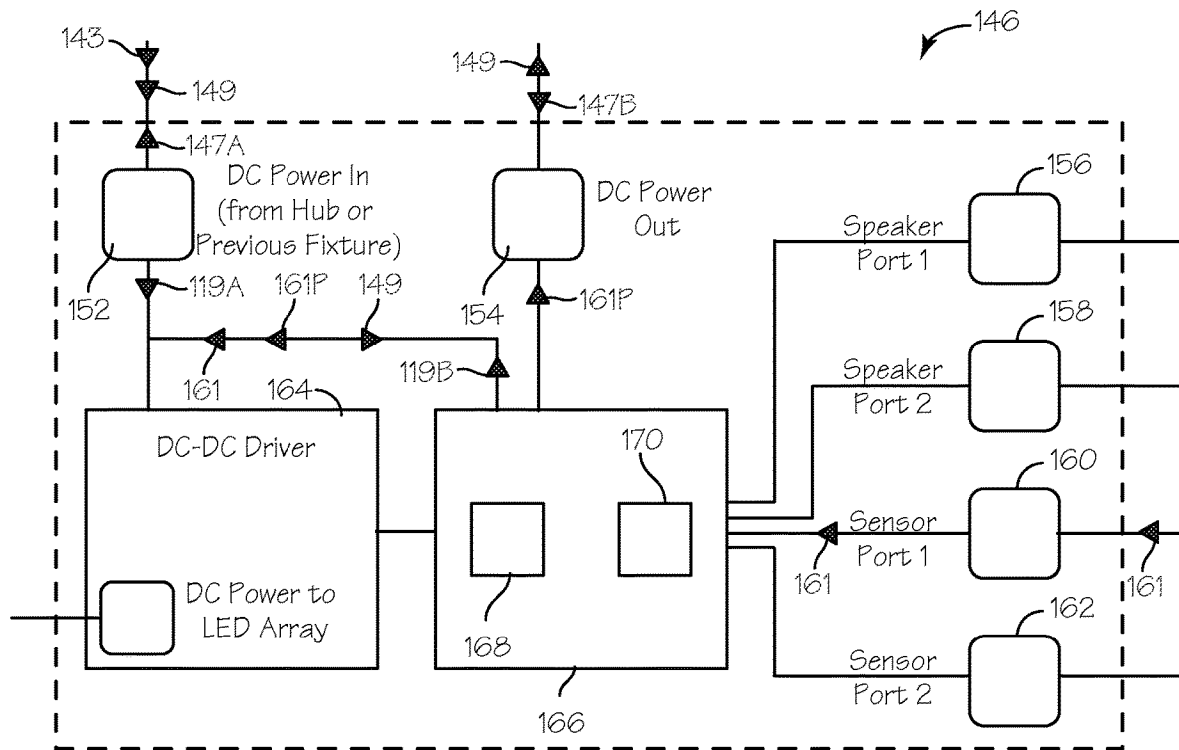 143
146
149
149
147B
147A
156
DC Power In
(from Hub or
Previous Fixture)
DC Power
Out
Speaker
Port 1
152
119A
161P
149
154
161P
158
161
119B
Speaker
Port 2
164
DC-DC Driver
170
160
Sensor
Port 1
161
161
DC Power to
LED Array
168
162
Sensor
Port 2
166